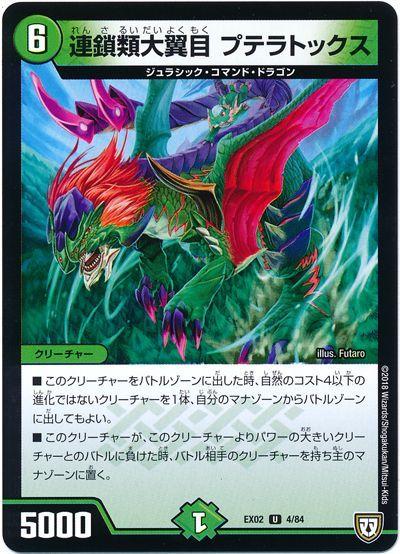 6
れんさるいだいよくもく
連鎖類大翼目 プテラトックス
ジュラシック・コマンド・ドラゴン
クリーチャー
illus. Futaro
■このクリーチャーをバトルゾーンに出した時、自然のコスト4以下の
進化ではないクリーチャーを1体、自分のマナゾーンからバトルゾーン
に出してもよい。
■このクリーチャーが、このクリーチャーよりパワーの大きいクリー
チャーとのバトルに負けた時、バトル相手のクリーチャーを持ち主のマ
ナゾーンに置く。
©2018 Wizards/Shogakukan/Mitsui-Kids
5000
1
EX02 U 4/84